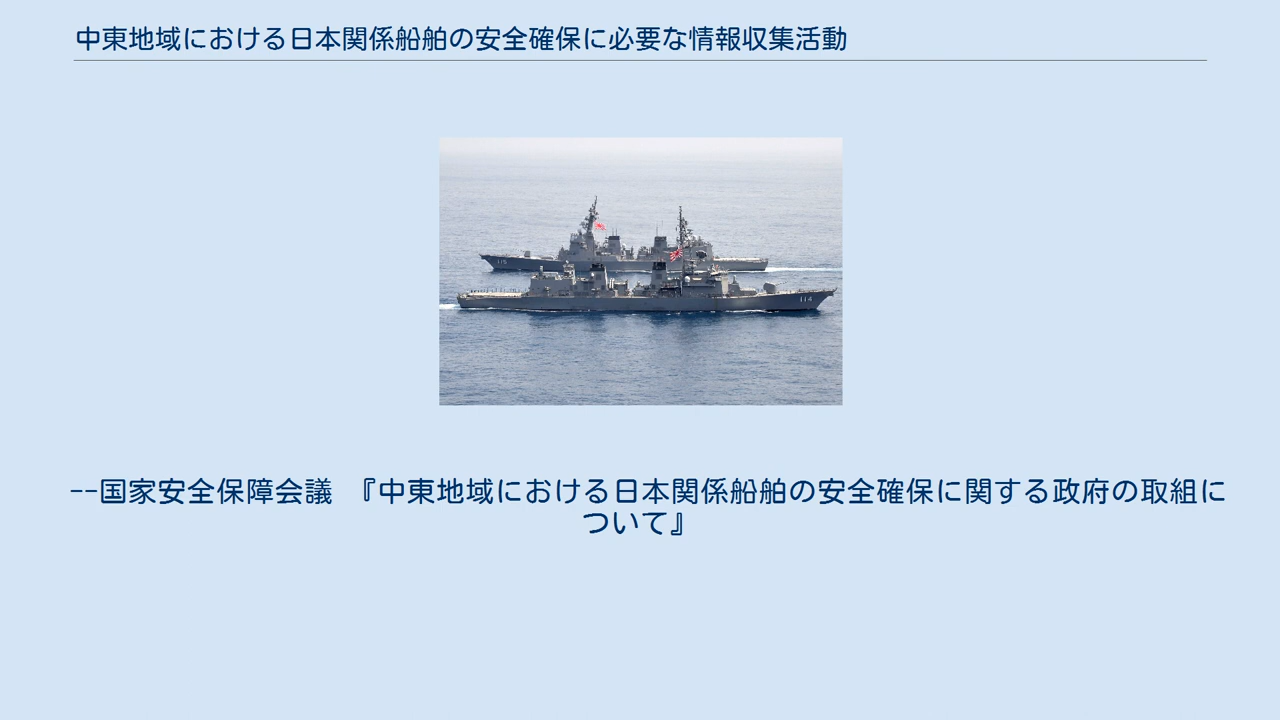 中東地域における日本関係船舶の安全確保に必要な情報収集活動
115
114
--国家安全保障会議 『中東地域における日本関係船舶の安全確保に関する政府の取組に
ついて』